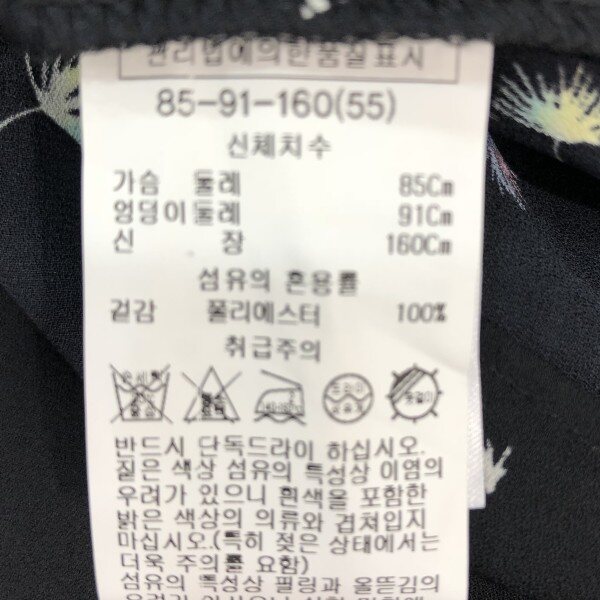 관리법에의한품질표시
85-91-160(55)
신체치수
가슴 둘레 85Cm
엉덩이둘레 91Cm
신 장 160Cm
섬유의 혼용률
겉감 폴리에스터 100%
취급주의
반드시 단독드라이 하십시오.
짙은 색상 섬유의 특성상 이염의
우려가 있으니 흰색을 포함한
밝은 색상의 의류와 겹쳐입지
마십시오.(특히 젖은 상태에서는
더욱 주의를 요함)
섬유의 특성상 필링과 올뜯김의